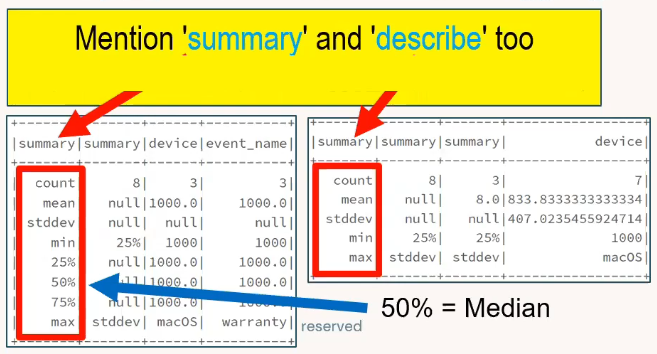 Mention 'summary' and 'describe' too
|summary|summary|device|event_name|
| count| 8| 3| 3|
| mean| null|1000.0| 1000.0|
| stddev| null| null| null|
| min| 25%| 1000| 1000|
| 25%| null|1000.0| 1000.0|
| 50%| null|1000.0| 1000.0|
| 75%| null|1000.0| 1000.0|
| max| stddev| macOS| warranty|
|summary|summary|summary| device|
| count| 8| 3| 7|
| mean| null| 8.0|833.8333333333334|
| stddev| null| null|407.0235455924714|
| min| 25%| 25%| 1000|
| max| stddev| stddev| macOS|
50% = Median
reserved